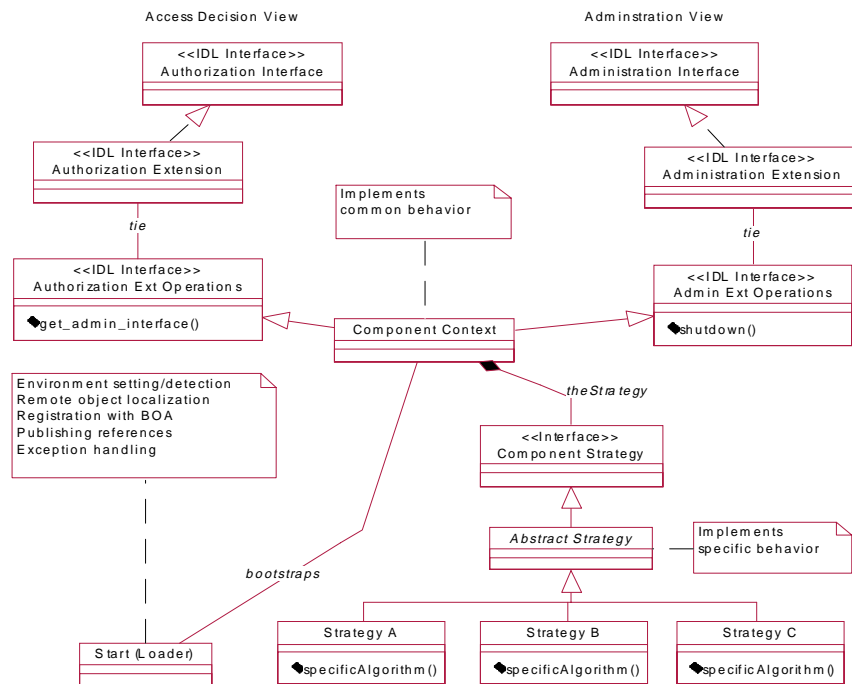 Access Decision View
Adminstration View
<<IDL Interface>>
Authorization Interface
<<IDL Interface>>
Administration Interface
<<IDL Interface>>
Authorization Extension
<<IDL Interface>>
Administration Extension
Implements
common behavior
tie
tie
<<IDL Interface>>
Authorization Ext Operations
get_admin_interface()
<<IDL Interface>>
Admin Ext Operations
shutdown()
Component Context
Environment setting/detection
Remote object localization
Registration with BOA
Publishing references
Exception handling
theStrategy
<<Interface>>
Component Strategy
Abstract Strategy
Implements
specific behavior
bootstraps
Start (Loader)
Strategy A
specificAlgorithm()
Strategy B
specificAlgorithm()
Strategy C
specificAlgorithm()